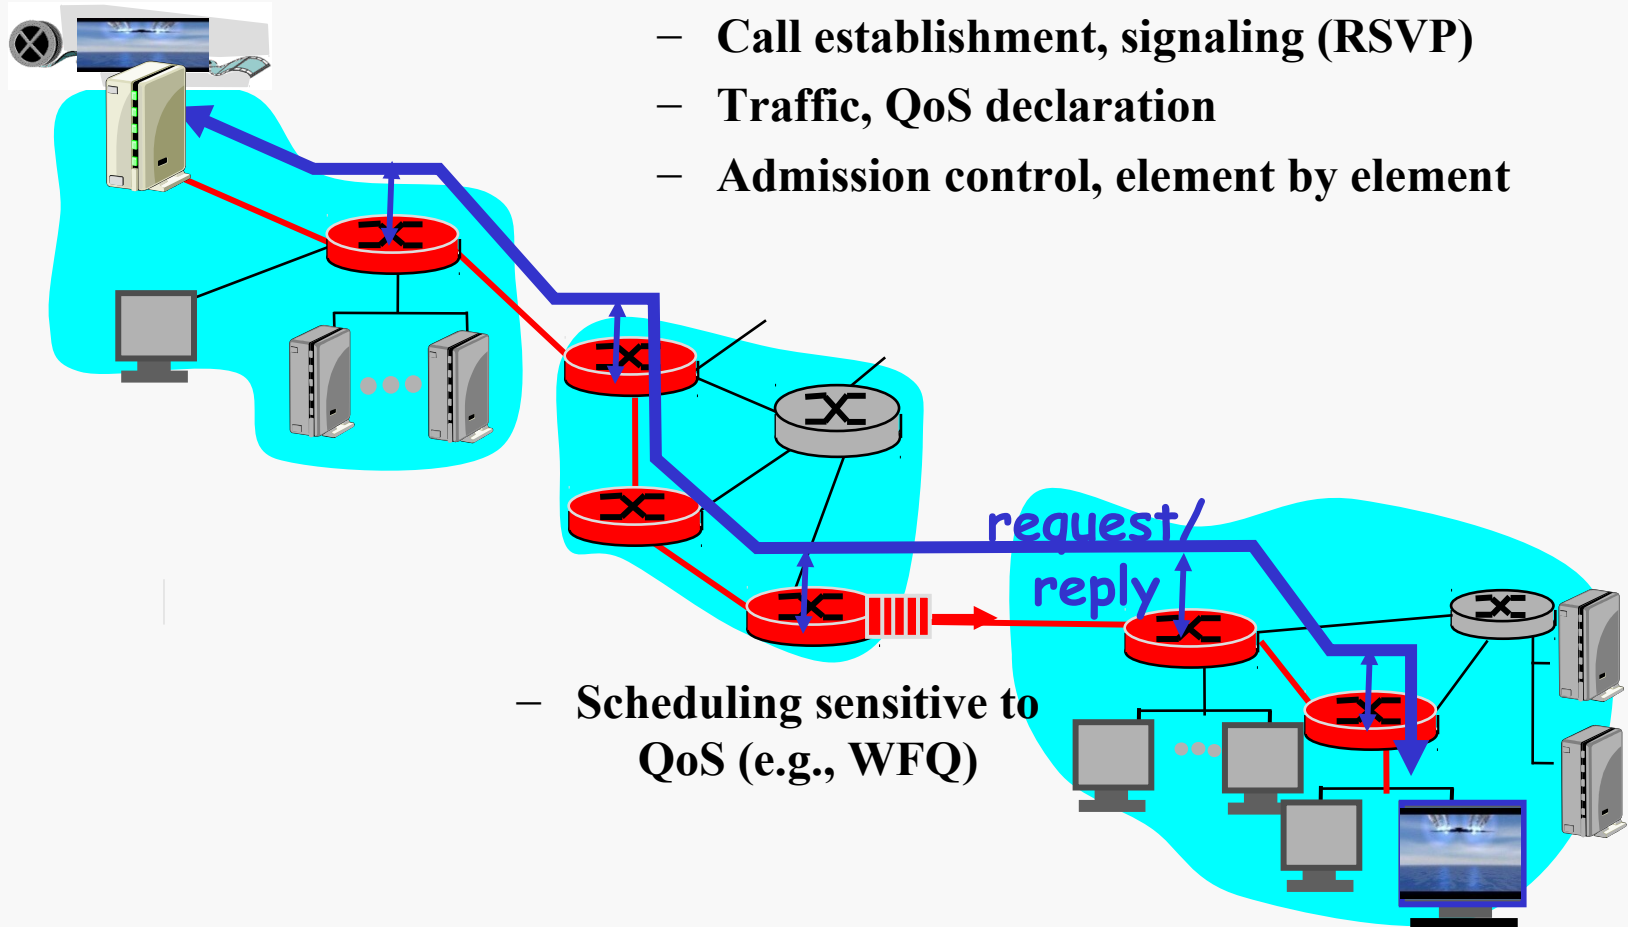 – Call establishment, signaling (RSVP)
– Traffic, QoS declaration
– Admission control, element by element
request/
reply
– Scheduling sensitive to
QoS (e.g., WFQ)